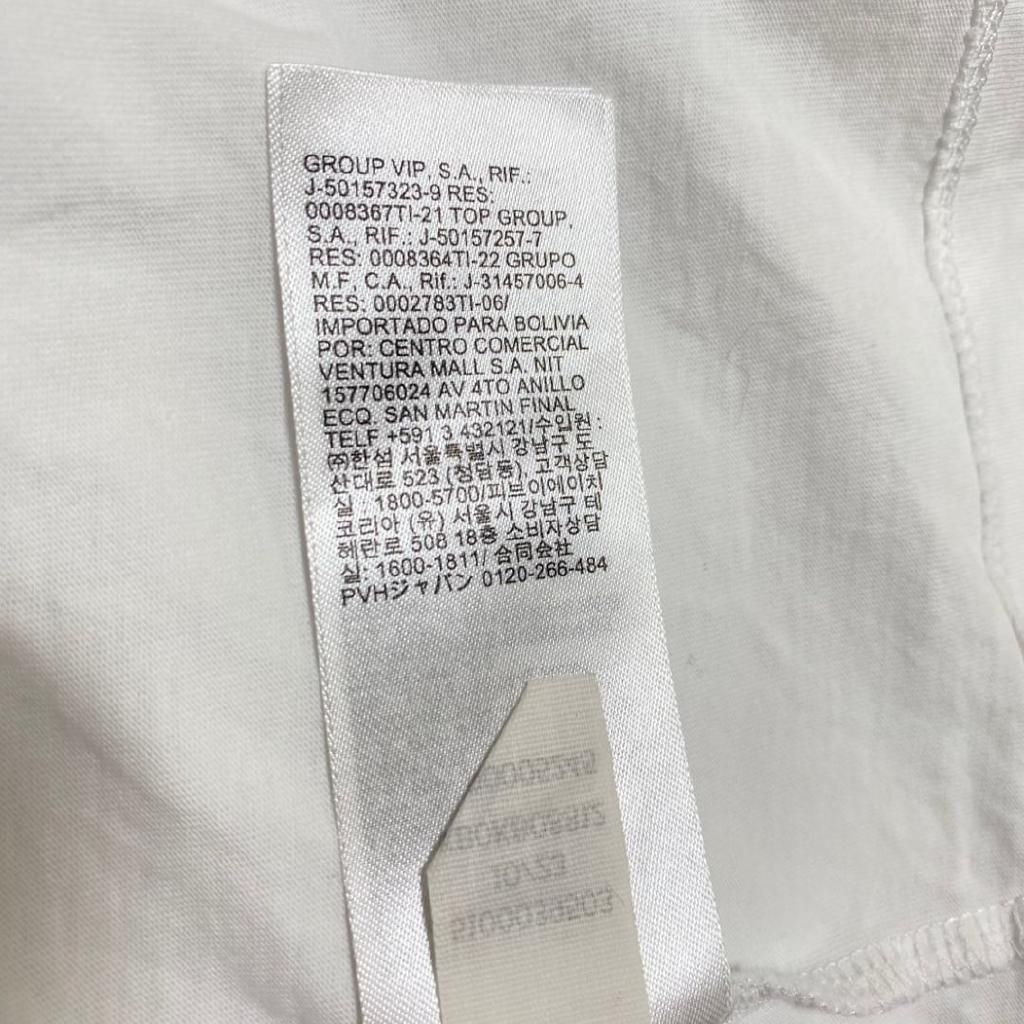 GROUP VIP, S.A., RIF.:
J-50157323-9 RES:
0008367TI-21 TOP GROUP,
S.A., RIF.: J-50157257-7
RES: 0008364TI-22 GRUPO
M.F, C.A., Rif.: J-31457006-4
RES: 0002783TI-06/
IMPORTADO PARA BOLIVIA
POR: CENTRO COMERCIAL
VENTURA MALL S.A. NIT
157706024 AV 4TO ANILLO
ECQ. SAN MARTIN FINAL
TELF +591 3 432121/수입원 :
㈜한섬 서울특별시 강남구 도
산대로 523 (청담동), 고객상담
실 : 1800-5700/피브이에이치
코리아 (유) 서울시 강남구 테
헤란로 508 18층 소비자상담
실: 1600-1811/ 合同会社
PVHジャパン 0120-266-484
10/23